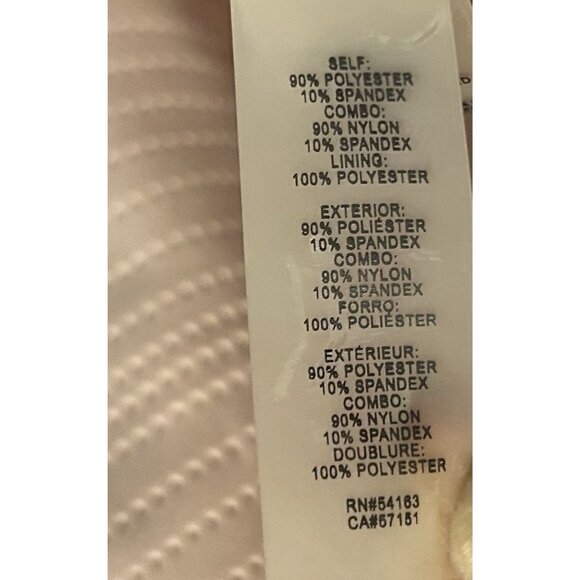 SELF:
90% POLYESTER
10% SPANDEX
COMBO:
90% NYLON
10% SPANDEX
LINING:
100% POLYESTER
EXTERIOR:
90% POLIÉSTER
10% SPANDEX
COMBO:
90% NYLON
10% SPANDEX
FORRO:
100% POLIÉSTER
EXTÉRIEUR:
90% POLYESTER
10% SPANDEX
COMBO:
90% NYLON
10% SPANDEX
DOUBLURE:
100% POLYESTER
RN#54163
CA#57151